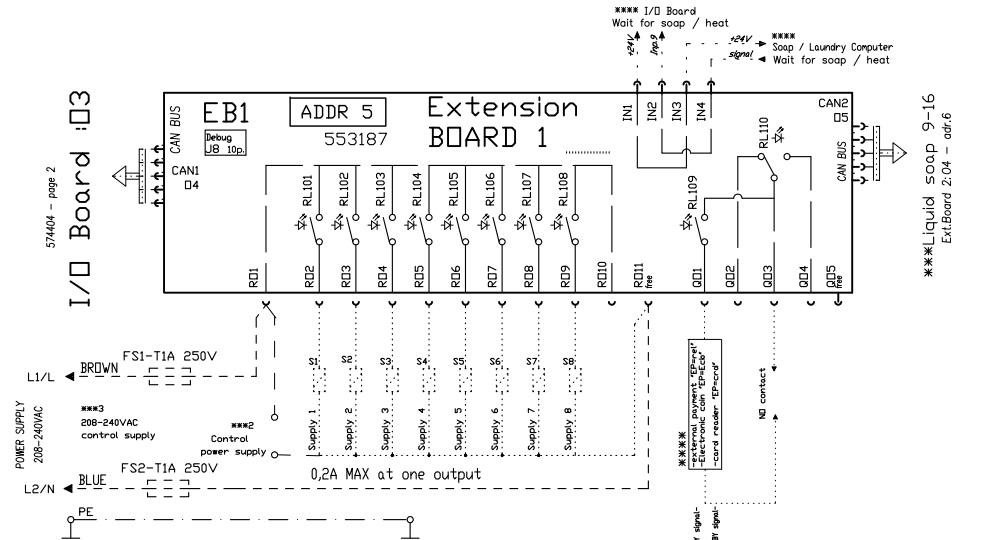 **** I/O Board
Wait for soap / heat
+24V
Inp.9
+24V
signal
****
Soap / Laundry Computer
Wait for soap / heat
I/O Board :03
574404 - page 2
CAN BUS
EB1
ADDR 5
Extension
BOARD 1
553187
Debug
J8 10p.
CAN1
04
IN1
IN2
IN3
IN4
CAN2
05
CAN BUS
RL101
RL102
RL103
RL104
RL105
RL106
RL107
RL108
RL109
RL110
RO1
RO2
RO3
RO4
RO5
RO6
RO7
RO8
RO9
RO10
RO11
free
QO1
QO2
QO3
QO4
QO5
free
***Liquid soap 9-16
Ext.Board 2:04 - adr.6
FS1-T1A 250V
L1/L
BROWN
POWER SUPPLY
208-240VAC
***3
208-240VAC
control supply
***2
Control
power supply
S1
S2
S3
S4
S5
S6
S7
S8
Supply 1
Supply 2
Supply 3
Supply 4
Supply 5
Supply 6
Supply 7
Supply 8
FS2-T1A 250V
L2/N
BLUE
0,2A MAX at one output
PE
*****
-external payment "EP=rel"
-Electronic coin "EP=Ecb"
-card reader "EP=crd"
NO contact
BY signal-